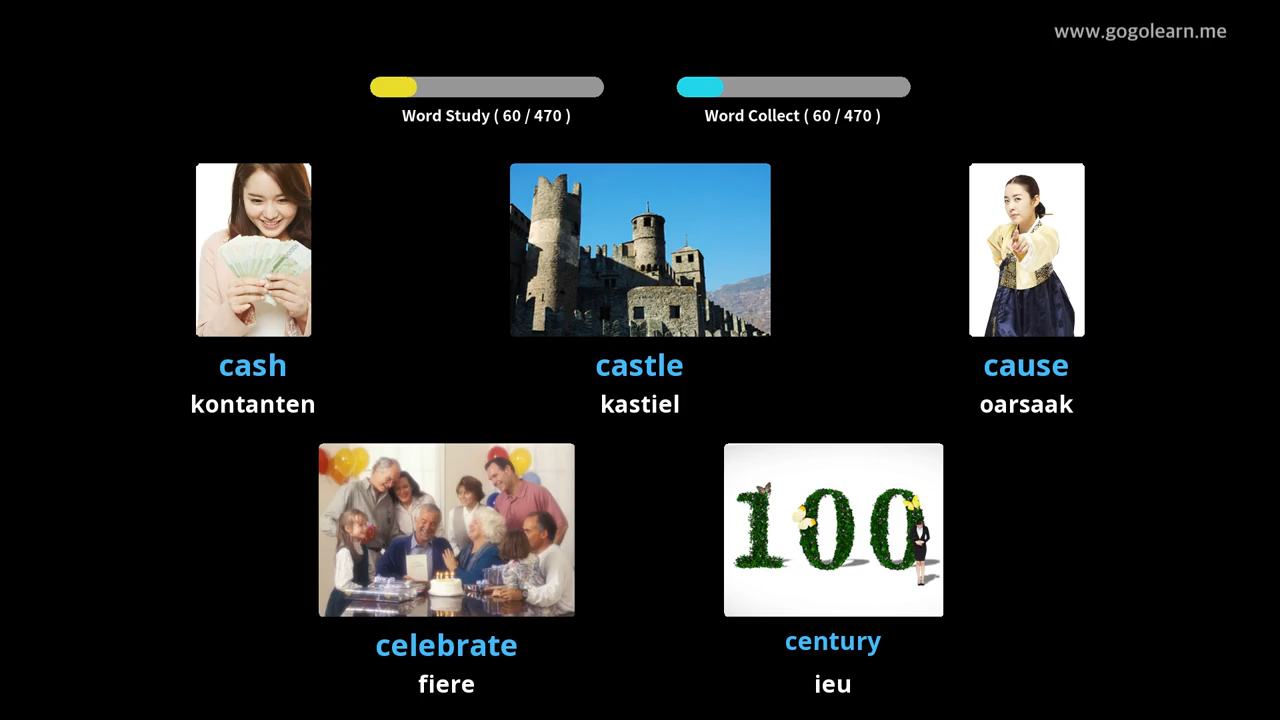 www.gogolearn.me
Word Study ( 60 / 470 )
Word Collect ( 60 / 470 )
cash
kontanten
castle
kastiel
cause
oarsaak
celebrate
fiere
century
ieu
100